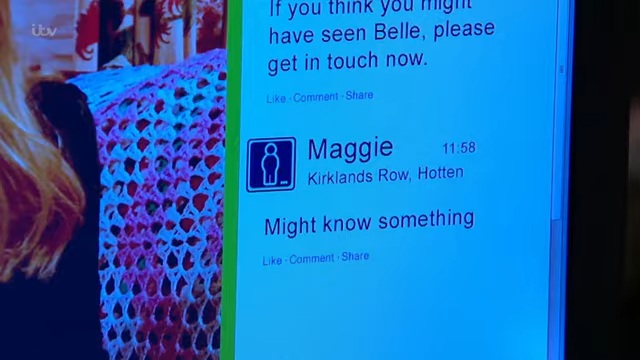 itv
If you think you might
have seen Belle, please
get in touch now.
Like · Comment · Share
Maggie 11:58
Kirklands Row, Hotten
Might know something
Like · Comment · Share